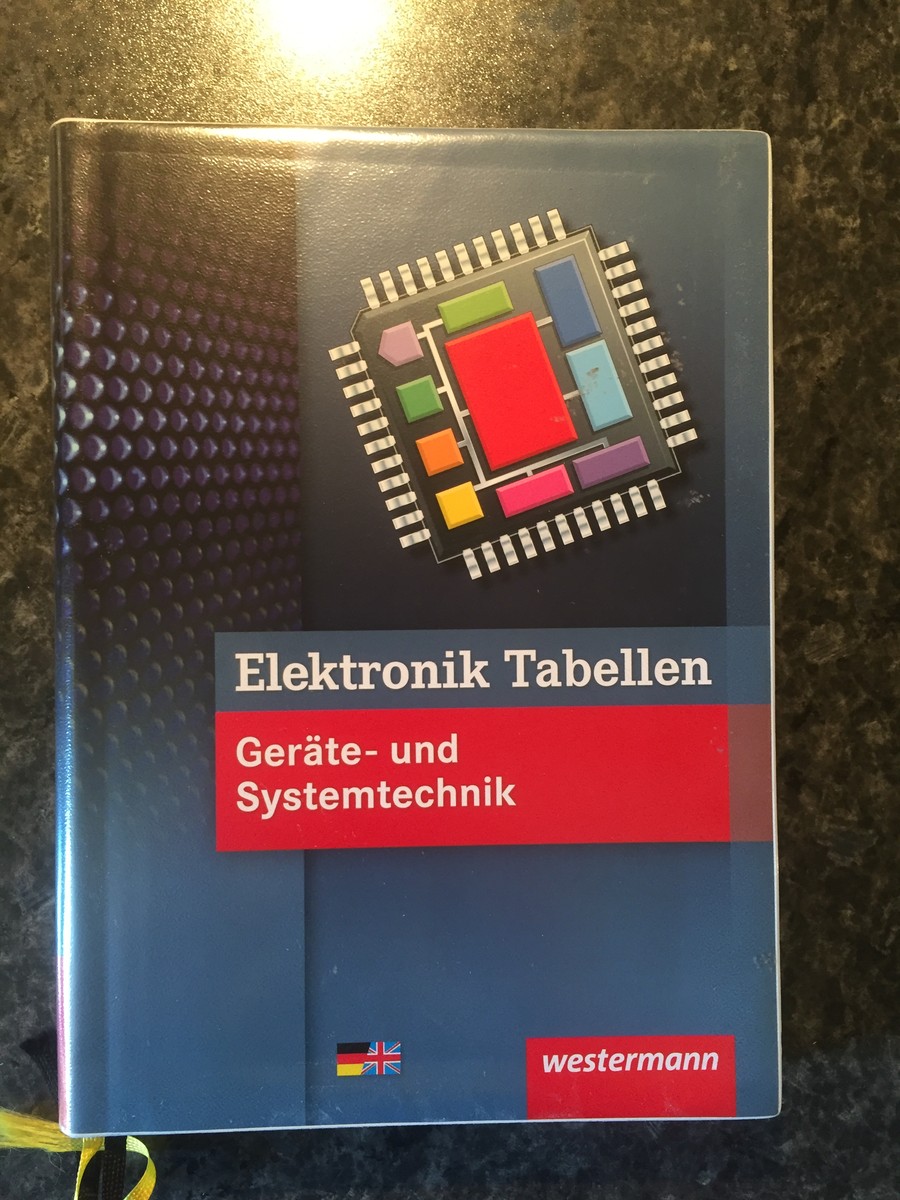 Elektronik Tabellen
Geräte- und
Systemtechnik
westermann